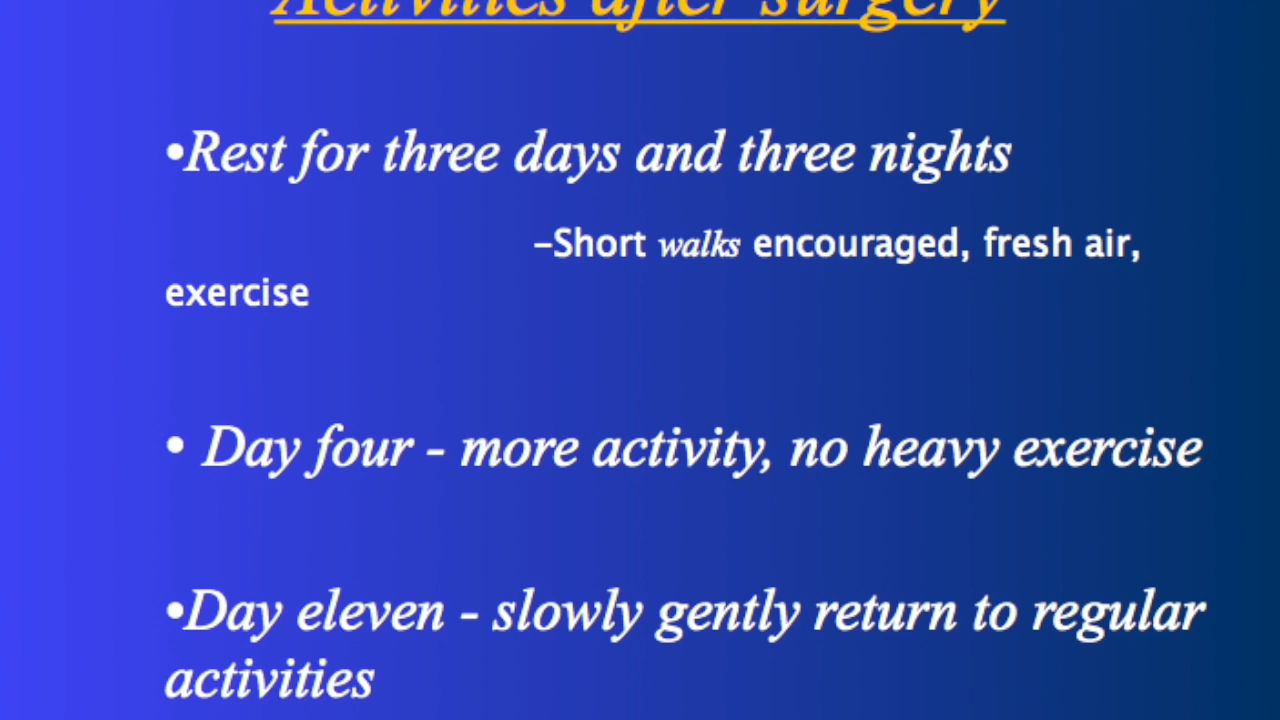 Activities after surgery
•Rest for three days and three nights
–Short walks encouraged, fresh air,
exercise
• Day four - more activity, no heavy exercise
•Day eleven - slowly gently return to regular
activities